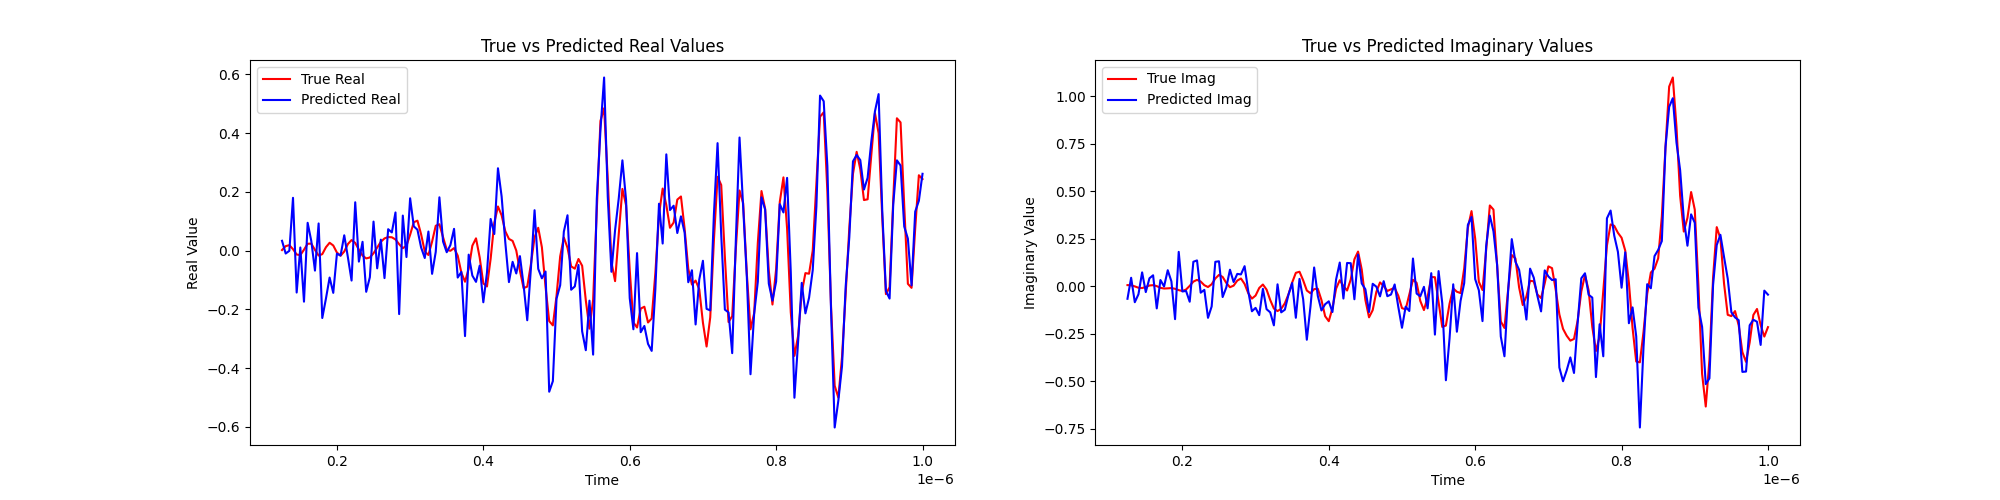 True vs Predicted Real Values
True Real
Predicted Real
Real Value
0.6
0.4
0.2
0.0
−0.2
−0.4
−0.6
0.2
0.4
0.6
0.8
1.0
1e−6
Time
True vs Predicted Imaginary Values
True Imag
Predicted Imag
Imaginary Value
1.00
0.75
0.50
0.25
0.00
−0.25
−0.50
−0.75
0.2
0.4
0.6
0.8
1.0
1e−6
Time